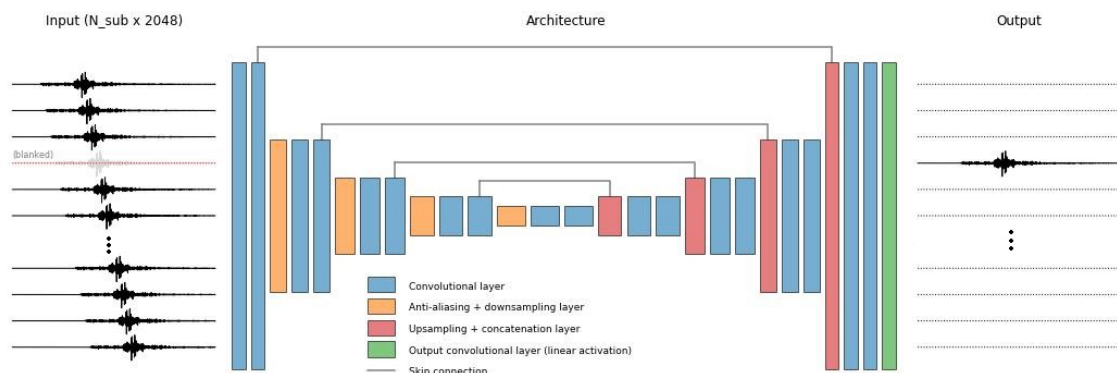 Input (N_sub x 2048)
Architecture
Output
(blanked)
Convolutional layer
Anti-aliasing + downsampling layer
Upsampling + concatenation layer
Output convolutional layer (linear activation)
Skip connection